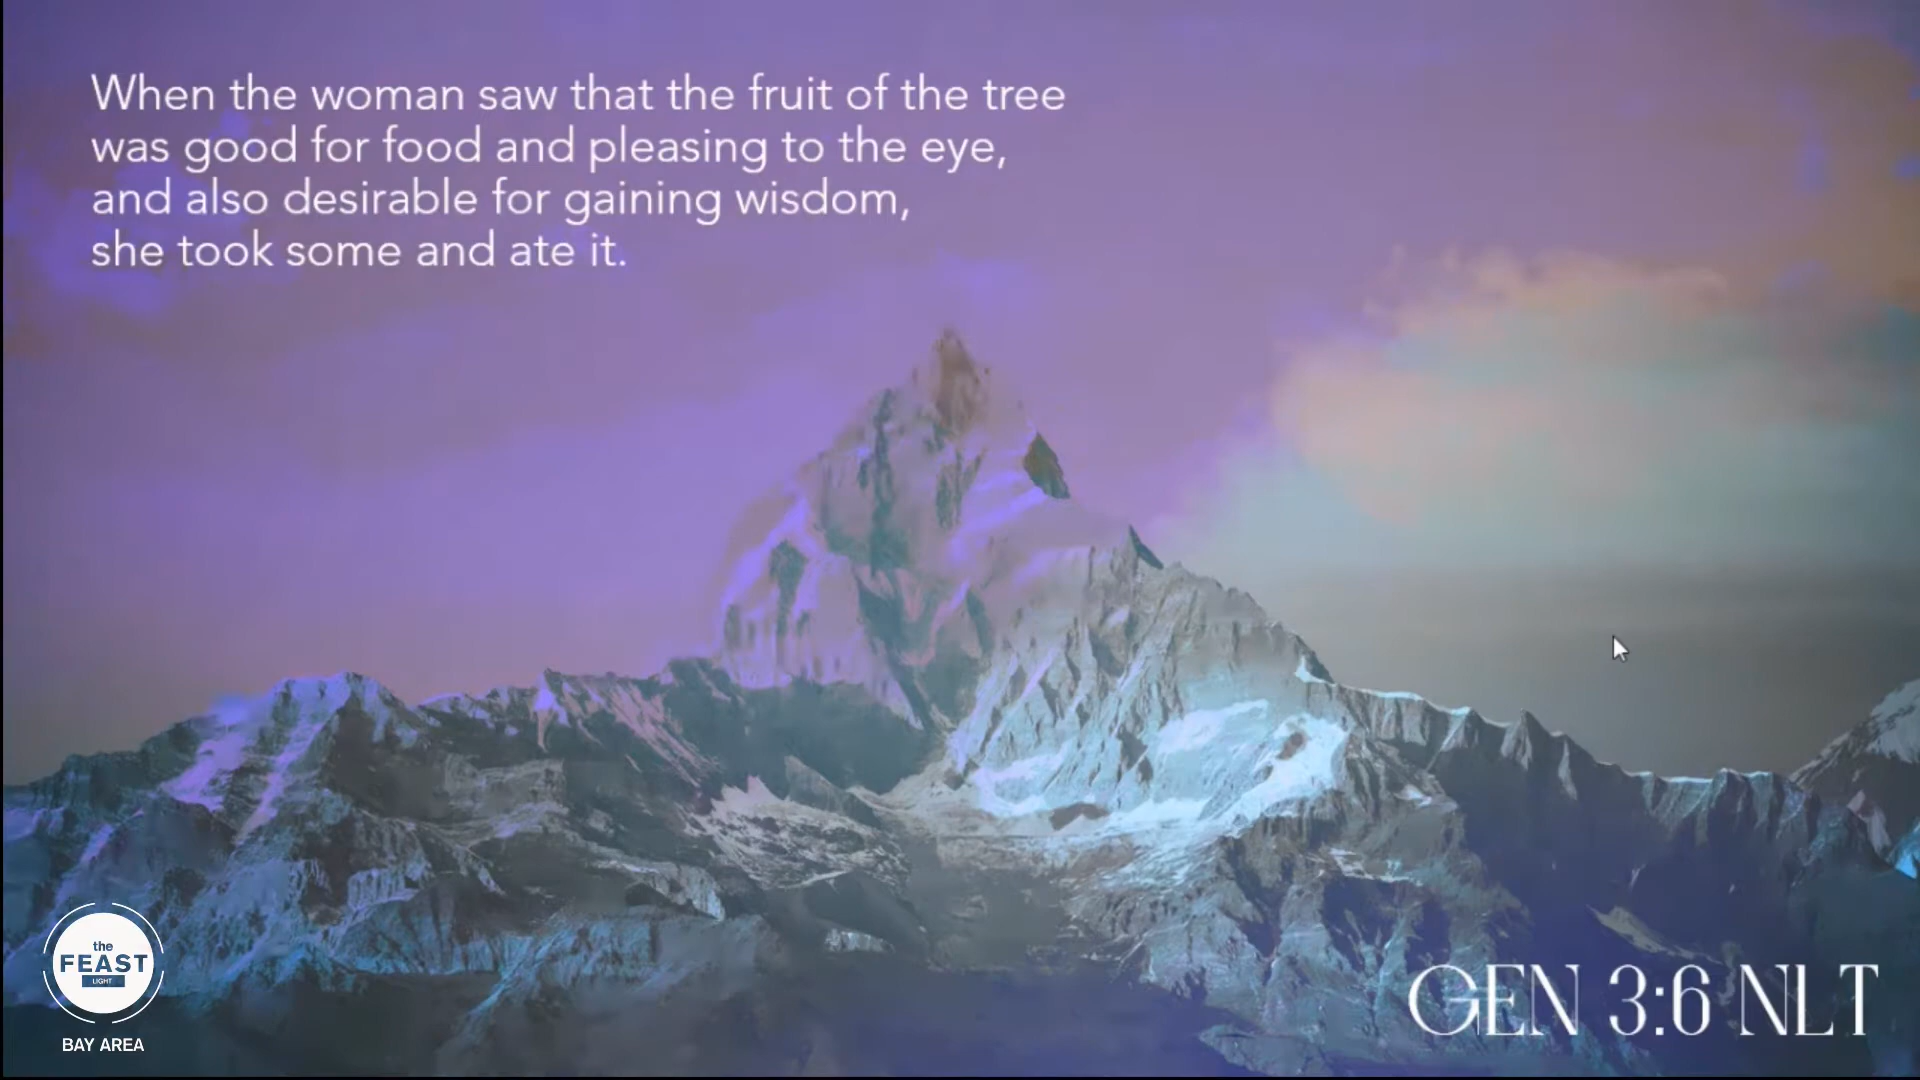 When the woman saw that the fruit of the tree
was good for food and pleasing to the eye,
and also desirable for gaining wisdom,
she took some and ate it.
the
FEAST
LIGHT
BAY AREA
GEN 3:6 NLT